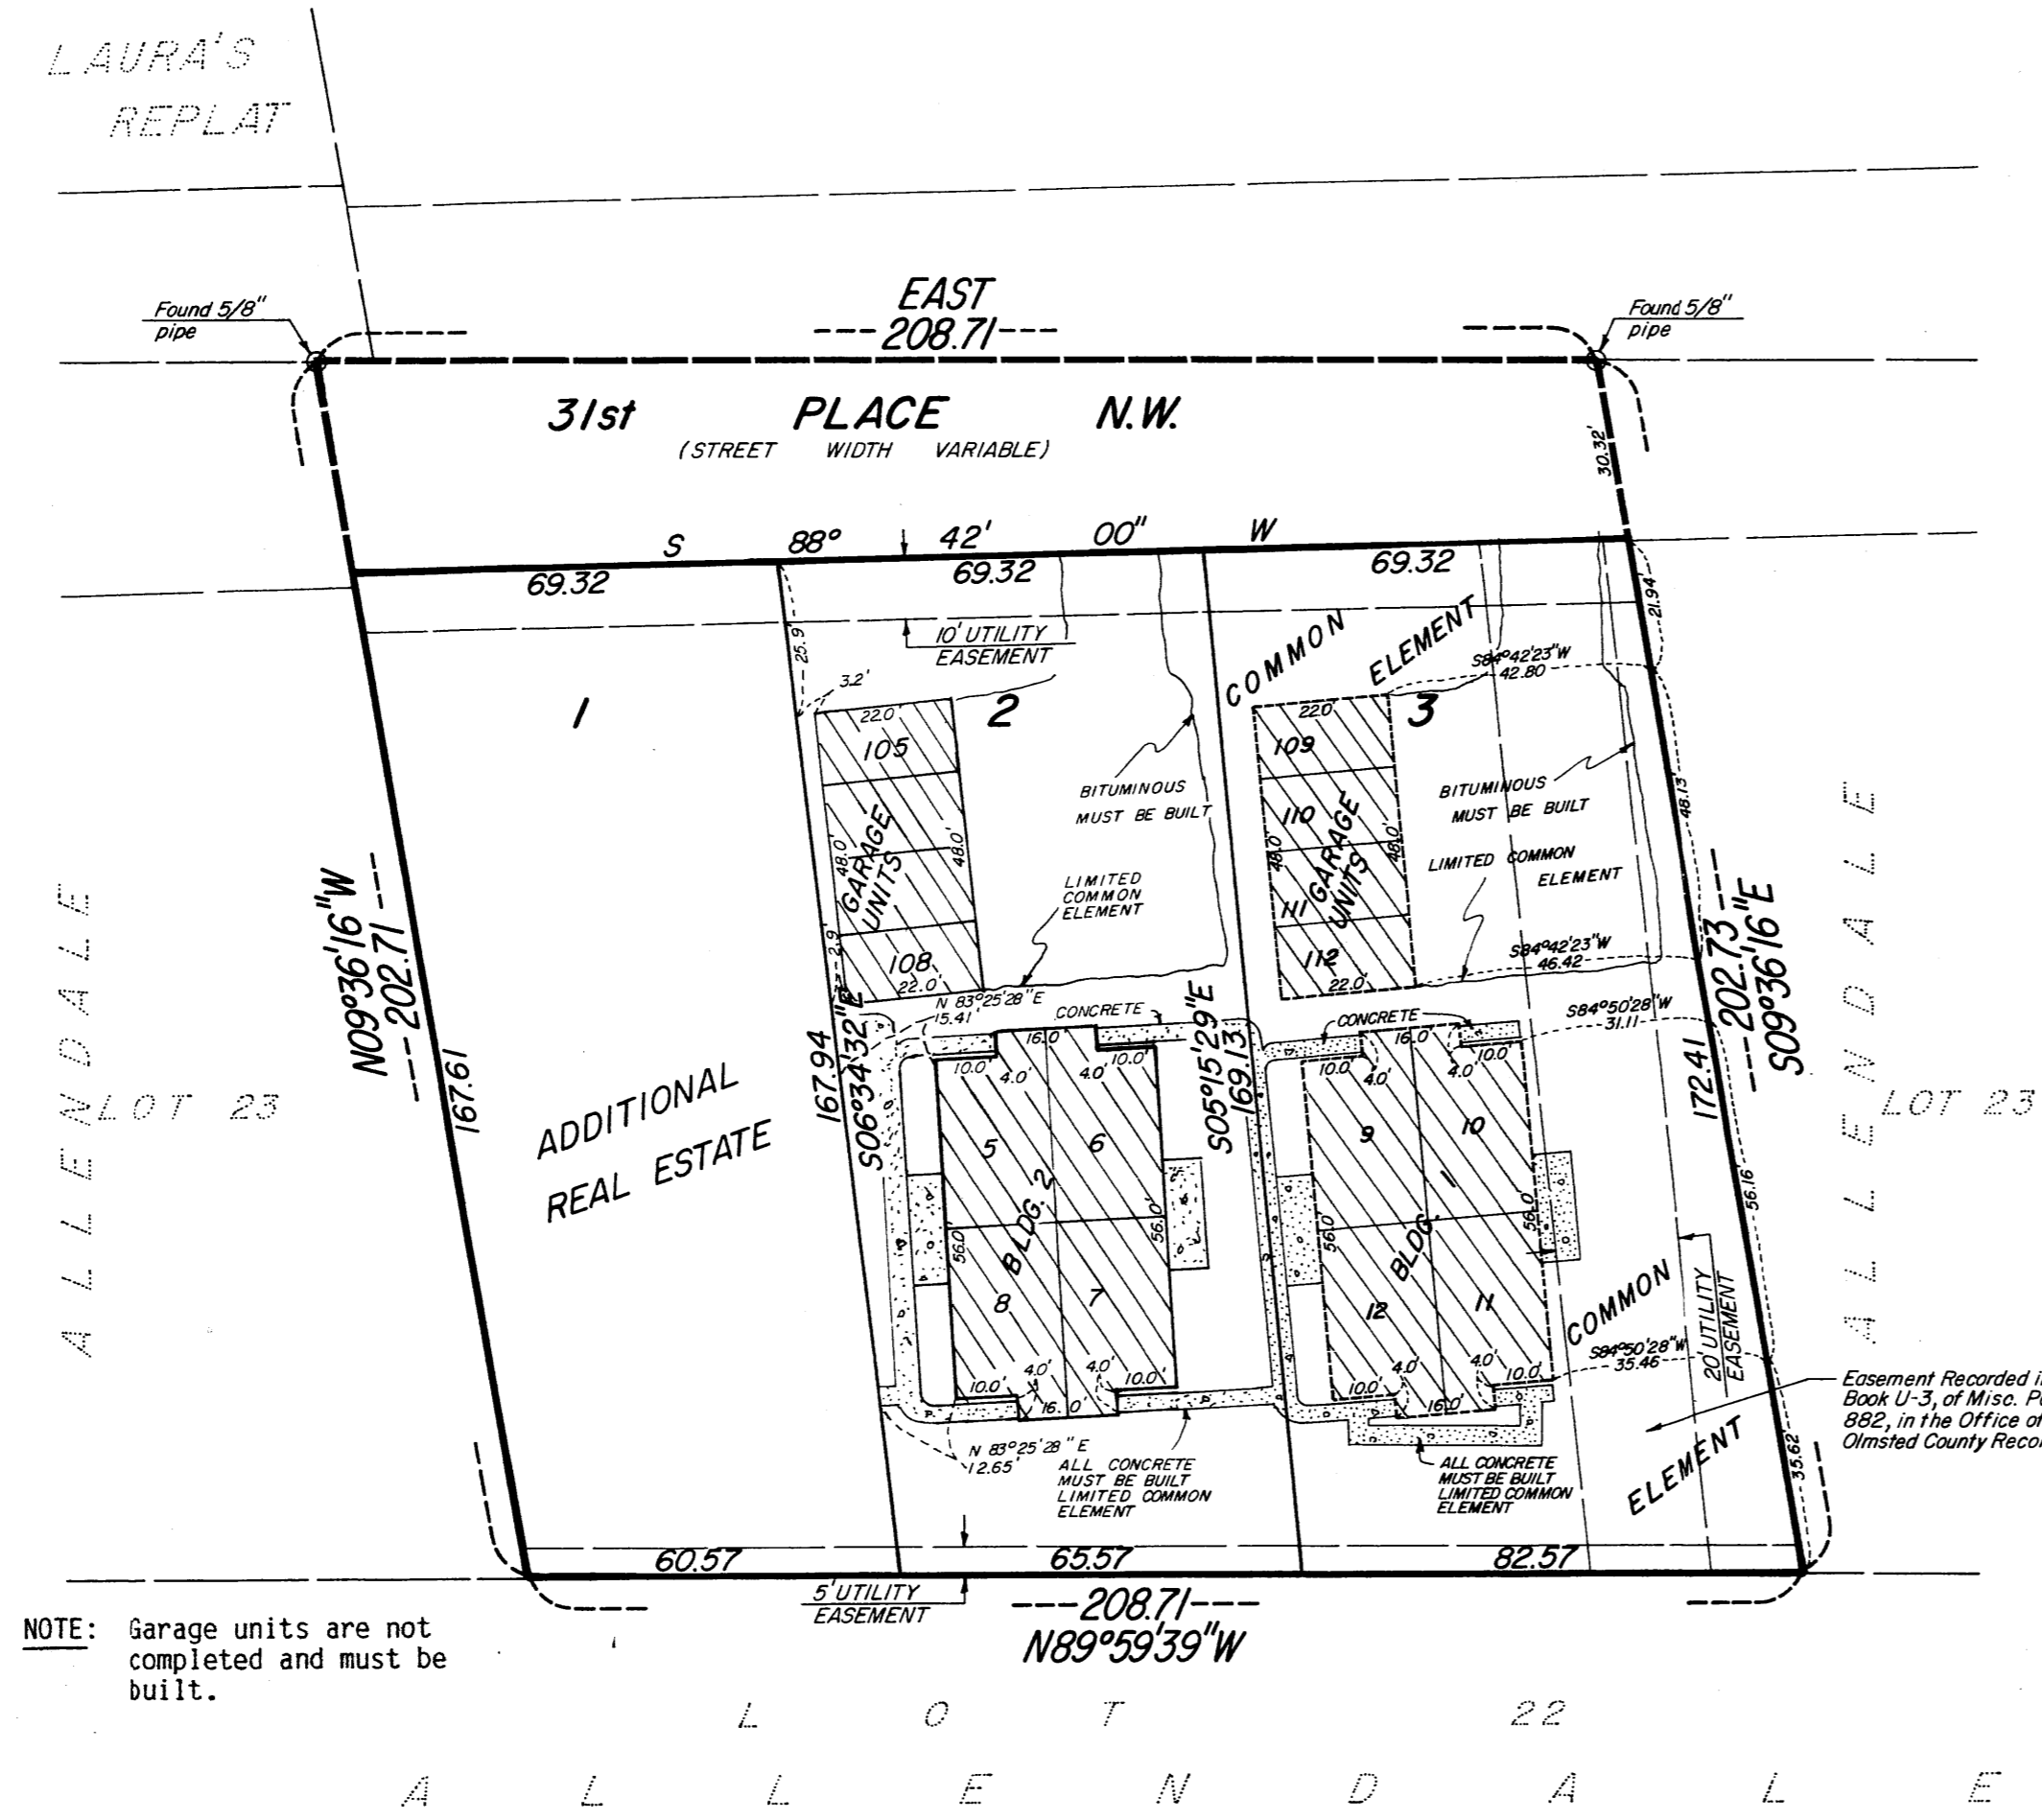 LAURA'S
REPLAT
Found 5/8"
pipe
EAST
--- 208.71 ---
Found 5/8"
pipe
31st PLACE N.W.
(STREET WIDTH VARIABLE)
30.32'
S 88° 42' 00" W
69.32
69.32
69.32
21.94'
10' UTILITY
EASEMENT
25.9'
3.2'
COMMON
ELEMENT
S84°42'23"W
42.80
1
2
3
22.0'
105
48.0'
GARAGE
UNITS
48.0'
108
22.0'
2.9'
BITUMINOUS
MUST BE BUILT
LIMITED
COMMON
ELEMENT
22.0'
109
110
111
112
48.0'
GARAGE
UNITS
48.0'
22.0'
BITUMINOUS
MUST BE BUILT
LIMITED COMMON
ELEMENT
48.13'
S84°42'23"W
46.42
N09°36'16"W
--- 202.71 ---
167.61
ALLENDALE
LOT 23
ADDITIONAL
REAL ESTATE
167.94
S06°34'32"E
N 83°25'28"E
15.41'
CONCRETE
S05°15'29"E
169.13
CONCRETE
S84°50'28"W
31.11
172.41
--- 202.73 ---
S09°36'16"E
ALLENDALE
LOT 23
16.0'
10.0'
4.0'
4.0'
10.0'
5
6
BLDG. 2
56.0'
56.0'
8
7
4.0'
4.0'
10.0'
10.0'
16.0'
16.0'
10.0'
4.0'
4.0'
10.0'
9
10
BLDG. 1
56.0'
56.0'
12
11
4.0'
4.0'
10.0'
10.0'
16.0'
56.16'
COMMON
ELEMENT
20' UTILITY
EASEMENT
S84°50'28"W
35.46
Easement Recorded i
Book U-3, of Misc. P
882, in the Office of
Olmsted County Reco
35.62'
N 83°25'28"E
12.65'
ALL CONCRETE
MUST BE BUILT
LIMITED COMMON
ELEMENT
ALL CONCRETE
MUST BE BUILT
LIMITED COMMON
ELEMENT
60.57
65.57
82.57
5' UTILITY
EASEMENT
--- 208.71 ---
N89°59'39"W
NOTE: Garage units are not
completed and must be
built.
LOT 22
ALLENDALE